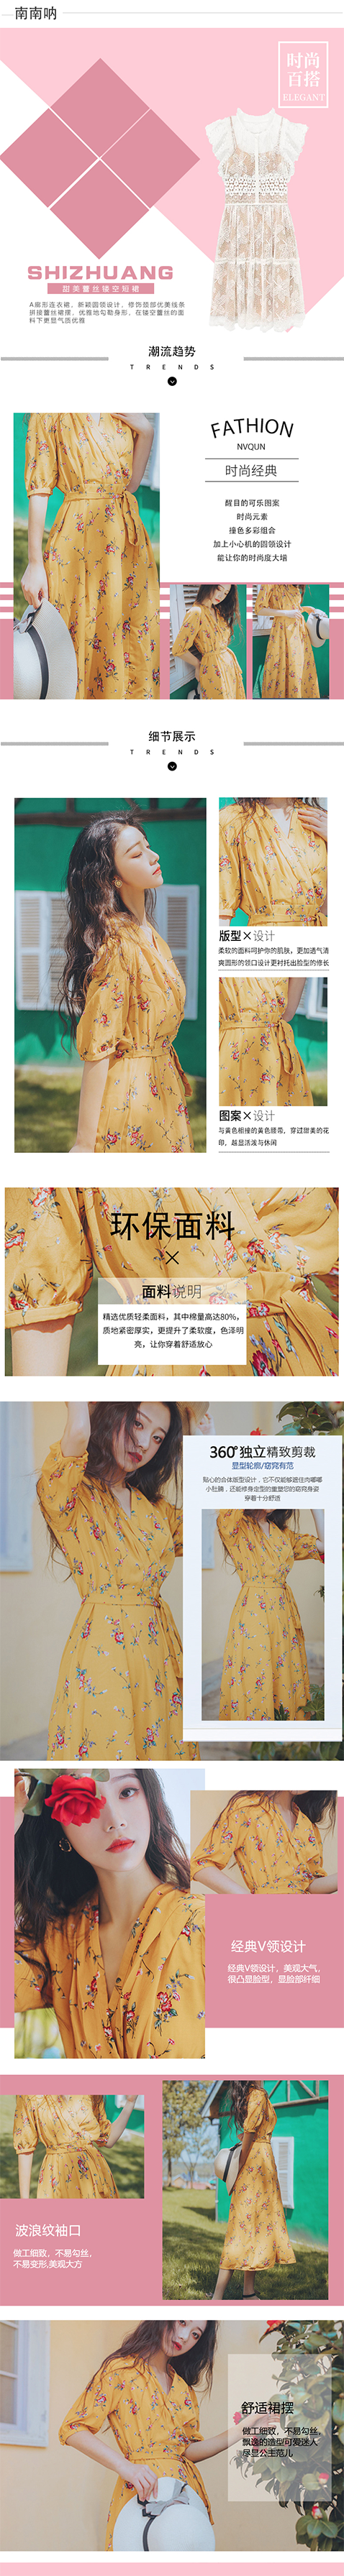 南南呐
时尚
百搭
ELEGANT
SHIZHUANG
甜美蕾丝镂空短裙
A廓形连衣裙，新颖圆领设计，修饰颈部优美线条
拼接蕾丝裙摆，优雅地勾勒身形，在镂空蕾丝的面
料下更显气质优雅
潮流趋势
TRENDS
FATHION
NVQUN
时尚经典
醒目的可乐图案
时尚元素
撞色多彩组合
加上小心机的圆领设计
能让你的时尚度大增
细节展示
TRENDS
版型×设计
柔软的面料呵护你的肌肤，更加透气清
爽圆形的领口设计更衬托出脸型的修长
图案×设计
与黄色相撞的黄色腰带，穿过甜美的花
印，越显活泼与休闲
环保面料
×
面料说明
精选优质轻柔面料，其中棉量高达80%，
质地紧密厚实，更提升了柔软度，色泽明
亮，让你穿着舒适放心
360°独立精致剪裁
显型轮廓/窈窕有范
贴心的合体版型设计，它不仅能够遮住肉嘟嘟
小肚腩，还能修身定型的重塑您的窈窕身姿
穿着十分舒适
经典V领设计
经典V领设计，美观大气，
很凸显脸型，显脸部纤细
波浪纹袖口
做工细致，不易勾丝，
不易变形,美观大方
舒适裙摆
做工细致，不易勾丝，
飘逸的造型可爱迷人
尽显公主范儿